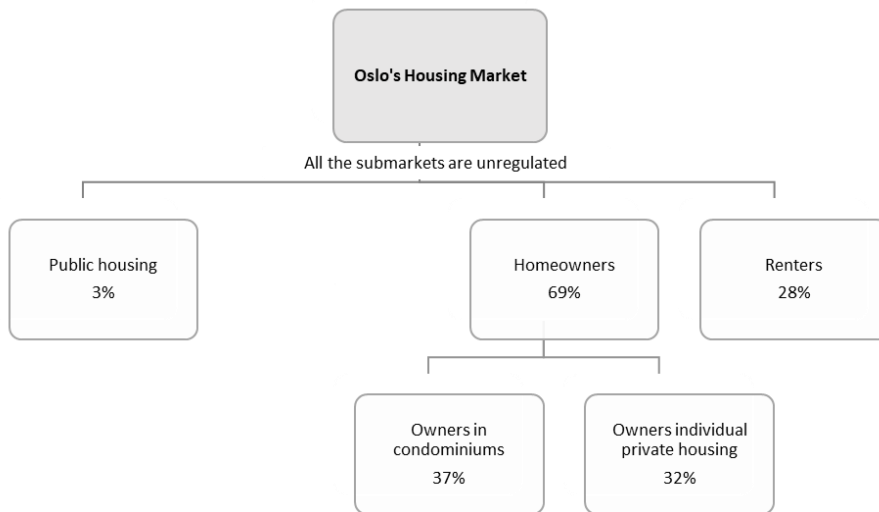 Oslo's Housing Market
All the submarkets are unregulated
Public housing
3%
Homeowners
69%
Renters
28%
Owners in
condominiums
37%
Owners individual
private housing
32%